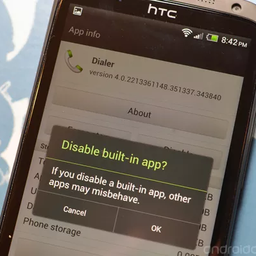 hTC
8:42 PM
App info
Dialer
version 4.0.2213361148.351337.343840
About
Disable built-in app?
If you disable a built-in app, other
apps may misbehave.
Cancel
OK
Phone storage